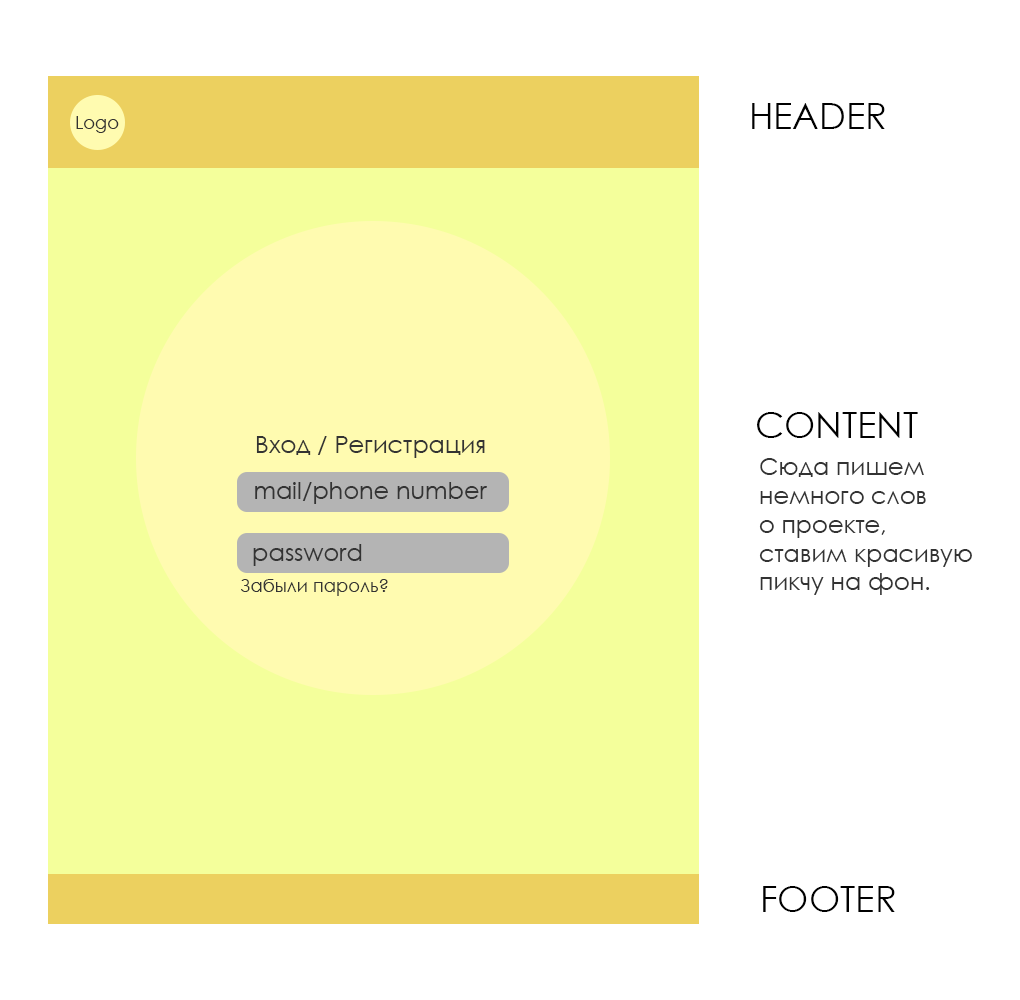 Logo
HEADER
Вход / Регистрация
mail/phone number
password
Забыли пароль?
CONTENT
Сюда пишем
немного слов
о проекте,
ставим красивую
пикчу на фон.
FOOTER